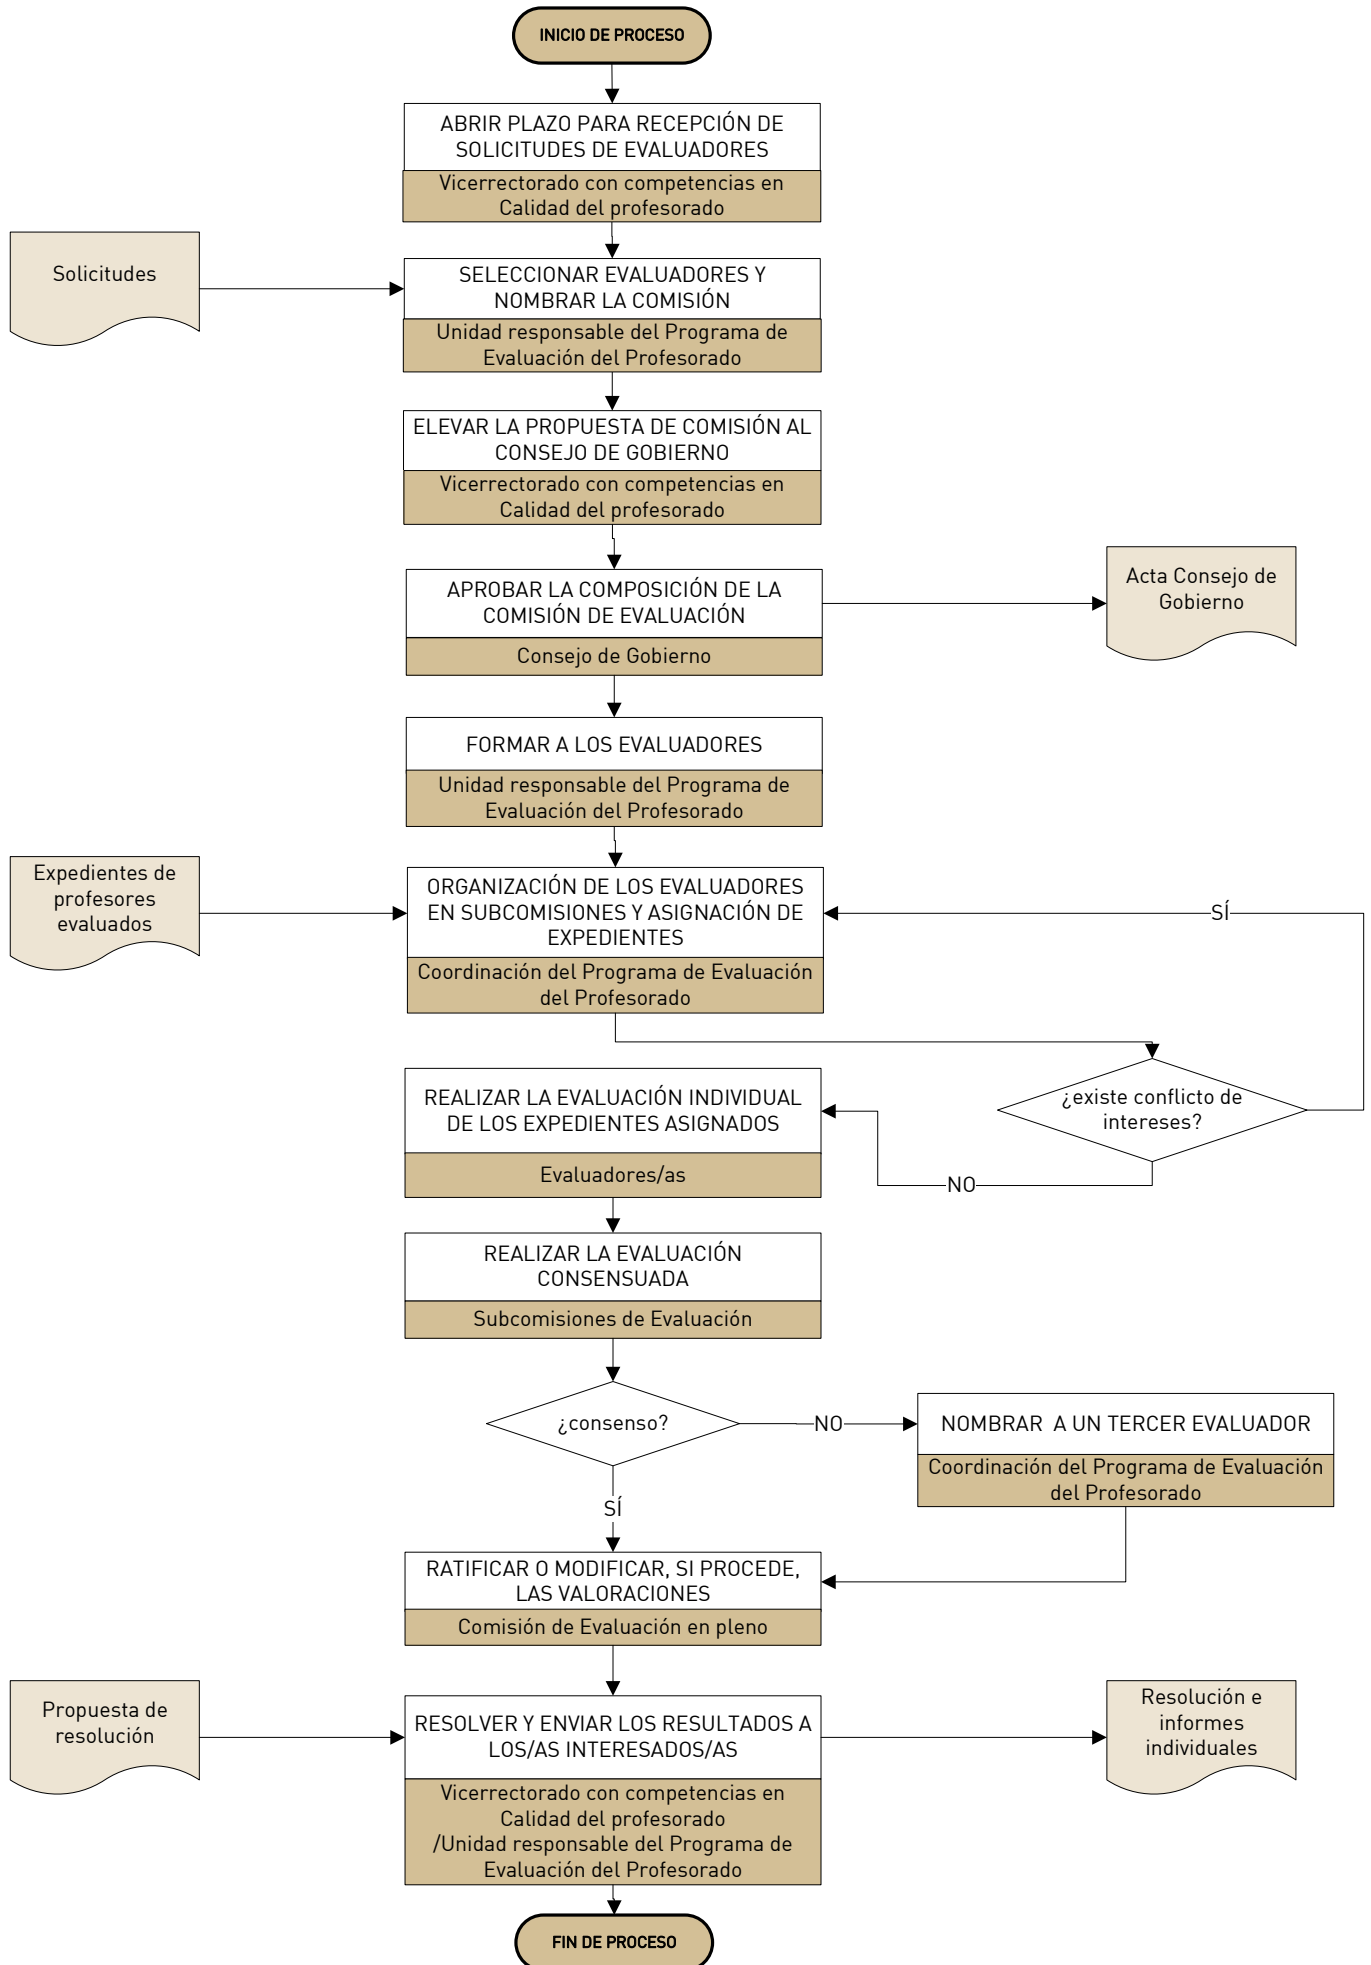 INICIO DE PROCESO
ABRIR PLAZO PARA RECEPCIÓN DE
SOLICITUDES DE EVALUADORES
Vicerrectorado con competencias en
Calidad del profesorado
Solicitudes
SELECCIONAR EVALUADORES Y
NOMBRAR LA COMISIÓN
Unidad responsable del Programa de
Evaluación del Profesorado
ELEVAR LA PROPUESTA DE COMISIÓN AL
CONSEJO DE GOBIERNO
Vicerrectorado con competencias en
Calidad del profesorado
APROBAR LA COMPOSICIÓN DE LA
COMISIÓN DE EVALUACIÓN
Consejo de Gobierno
Acta Consejo de
Gobierno
FORMAR A LOS EVALUADORES
Unidad responsable del Programa de
Evaluación del Profesorado
Expedientes de
profesores
evaluados
ORGANIZACIÓN DE LOS EVALUADORES
EN SUBCOMISIONES Y ASIGNACIÓN DE
EXPEDIENTES
Coordinación del Programa de Evaluación
del Profesorado
SÍ
¿existe conflicto de
intereses?
NO
REALIZAR LA EVALUACIÓN INDIVIDUAL
DE LOS EXPEDIENTES ASIGNADOS
Evaluadores/as
REALIZAR LA EVALUACIÓN
CONSENSUADA
Subcomisiones de Evaluación
¿consenso?
NO
NOMBRAR A UN TERCER EVALUADOR
Coordinación del Programa de Evaluación
del Profesorado
SÍ
RATIFICAR O MODIFICAR, SI PROCEDE,
LAS VALORACIONES
Comisión de Evaluación en pleno
Propuesta de
resolución
RESOLVER Y ENVIAR LOS RESULTADOS A
LOS/AS INTERESADOS/AS
Vicerrectorado con competencias en
Calidad del profesorado
/Unidad responsable del Programa de
Evaluación del Profesorado
Resolución e
informes
individuales
FIN DE PROCESO